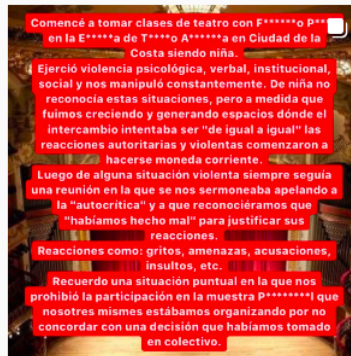 Comencé a tomar clases de teatro con F******o P***
en la E*****a de T****o A******a en Ciudad de la
Costa siendo niña.
Ejerció violencia psicológica, verbal, institucional,
social y nos manipuló constantemente. De niña no
reconocía estas situaciones, pero a medida que
fuimos creciendo y generando espacios dónde el
intercambio intentaba ser "de igual a igual" las
reacciones autoritarias y violentas comenzaron a
hacerse moneda corriente.
Luego de alguna situación violenta siempre seguía
una reunión en la que se nos sermoneaba apelando a
la "autocrítica" y a que reconociéramos que
"habíamos hecho mal" para justificar sus
reacciones.
Reacciones como: gritos, amenazas, acusaciones,
insultos, etc.
Recuerdo una situación puntual en la que nos
prohibió la participación en la muestra P********l que
nosotres mismes estábamos organizando por no
concordar con una decisión que habíamos tomado
en colectivo.